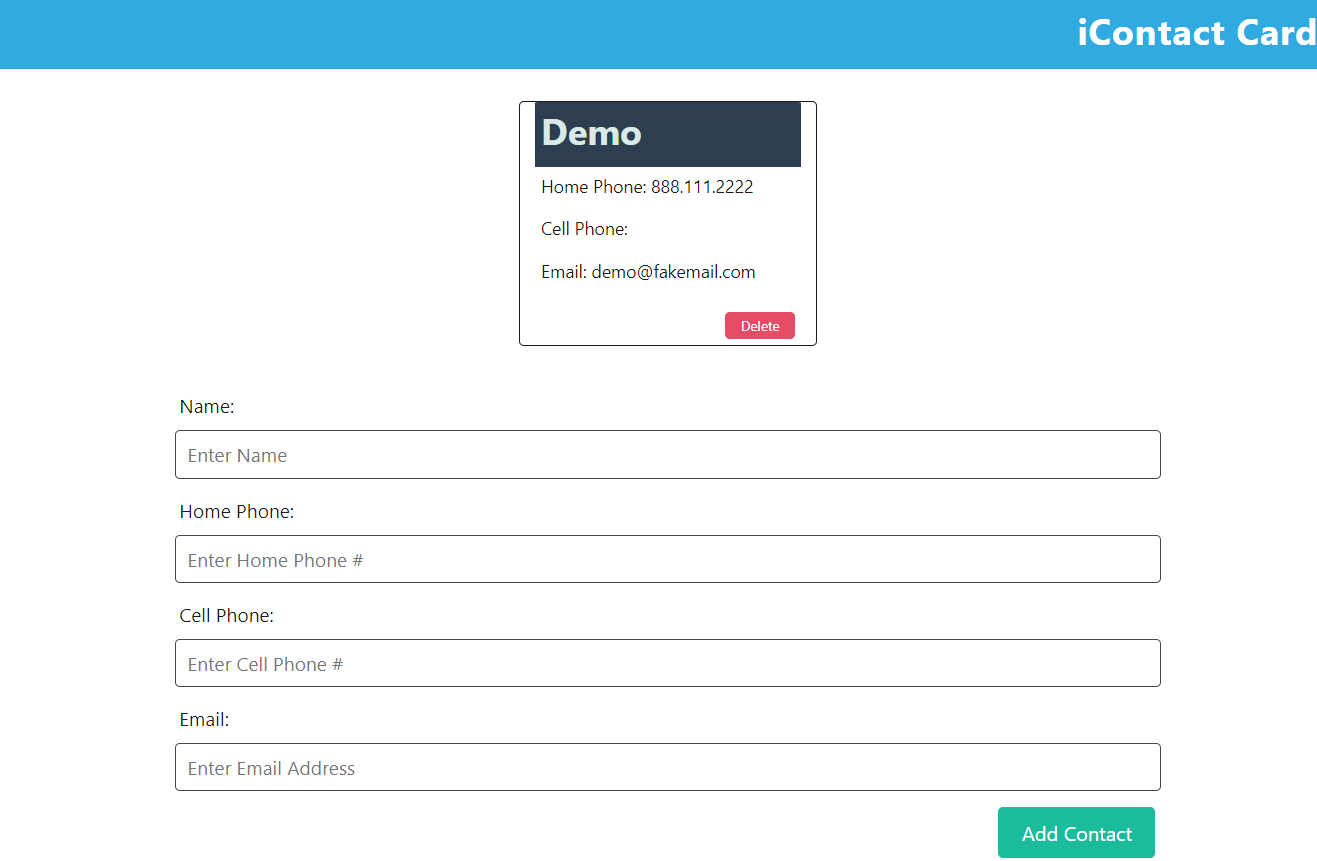 iContact Card
Demo
Home Phone: 888.111.2222
Cell Phone:
Email: demo@fakemail.com
Delete
Name:
Enter Name
Home Phone:
Enter Home Phone #
Cell Phone:
Enter Cell Phone #
Email:
Enter Email Address
Add Contact